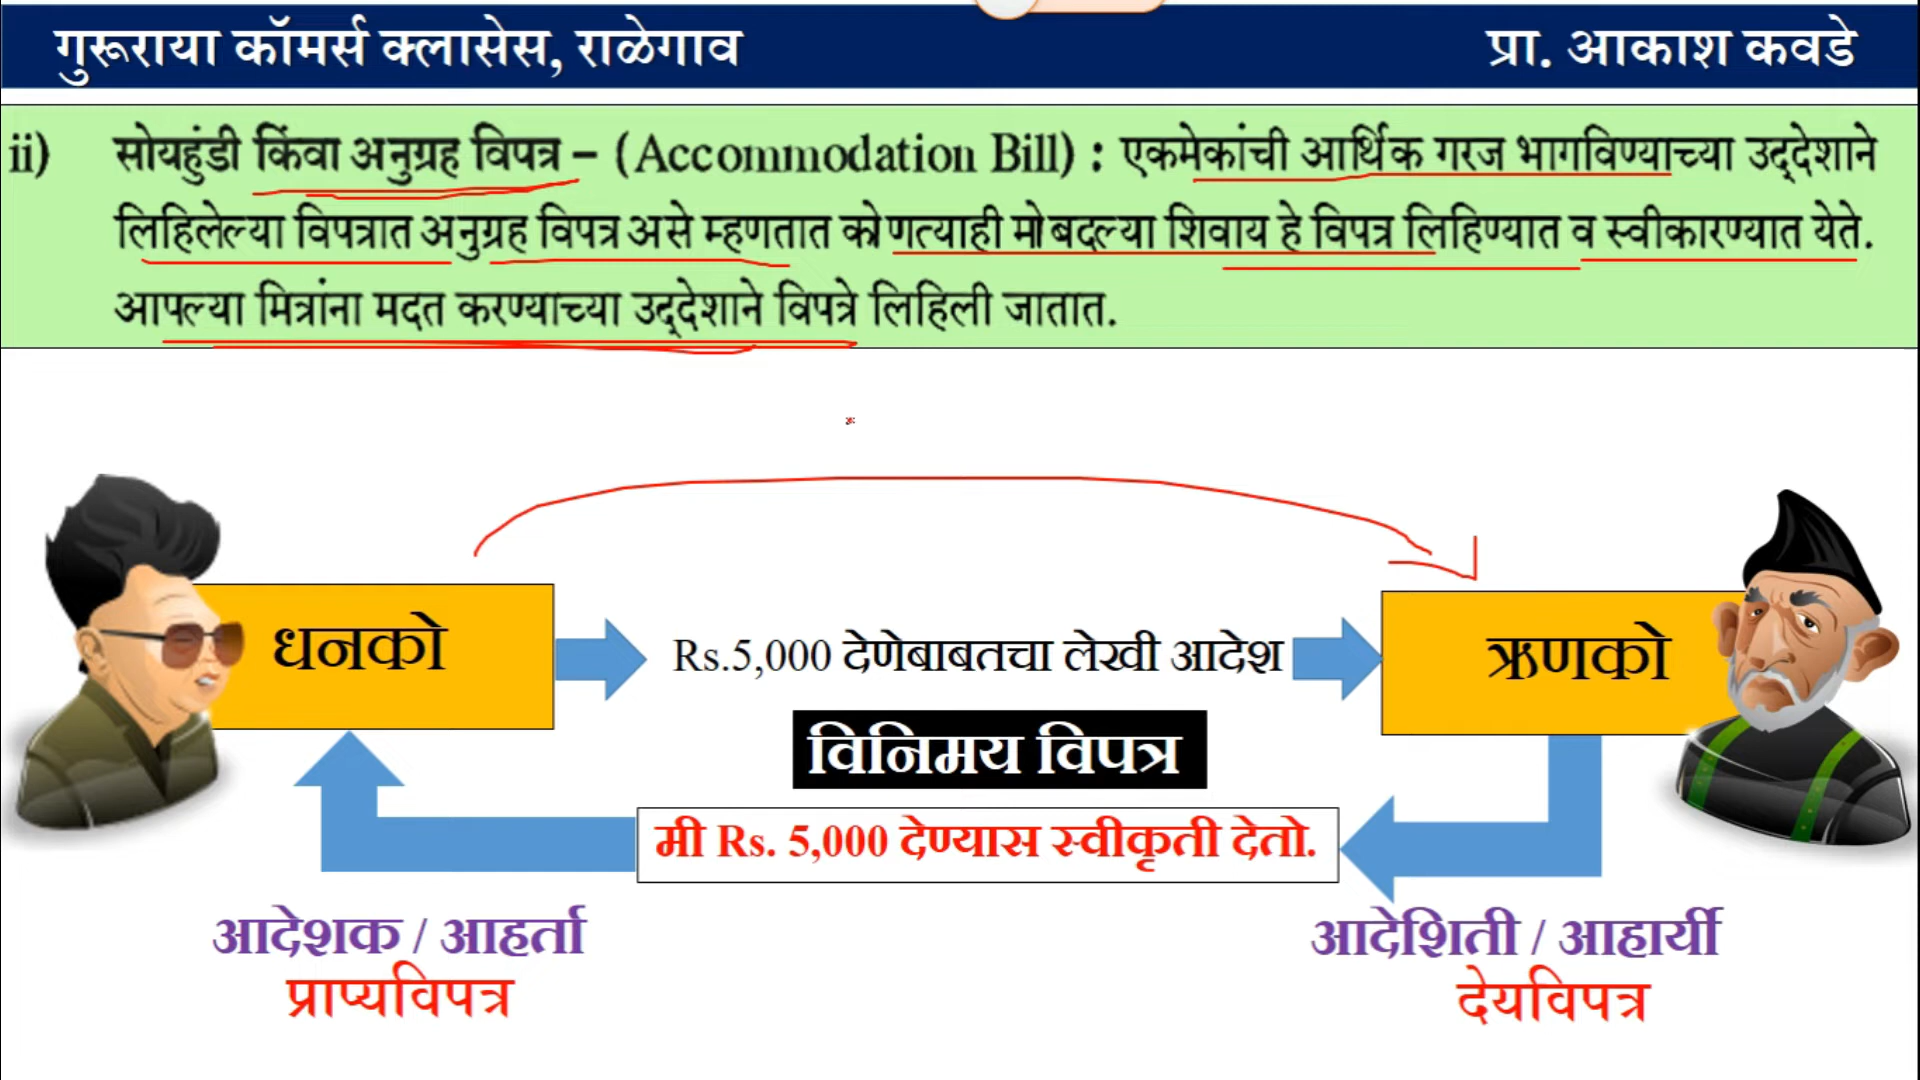 गुरूराया कॉमर्स क्लासेस, राळेगाव
प्रा. आकाश कवडे
ii) सोयहुंडी किंवा अनुग्रह विपत्र – (Accommodation Bill) : एकमेकांची आर्थिक गरज भागविण्याच्या उद्देशाने
लिहिलेल्या विपत्रात अनुग्रह विपत्र असे म्हणतात कोणत्याही मोबदल्या शिवाय हे विपत्र लिहिण्यात व स्वीकारण्यात येते.
आपल्या मित्रांना मदत करण्याच्या उद्देशाने विपत्रे लिहिली जातात.
धनको
Rs.5,000 देणेबाबतचा लेखी आदेश
ऋणको
विनिमय विपत्र
मी Rs. 5,000 देण्यास स्वीकृती देतो.
आदेशक / आहर्ता
प्राप्यविपत्र
आदेशिती / आहार्यी
देयविपत्र